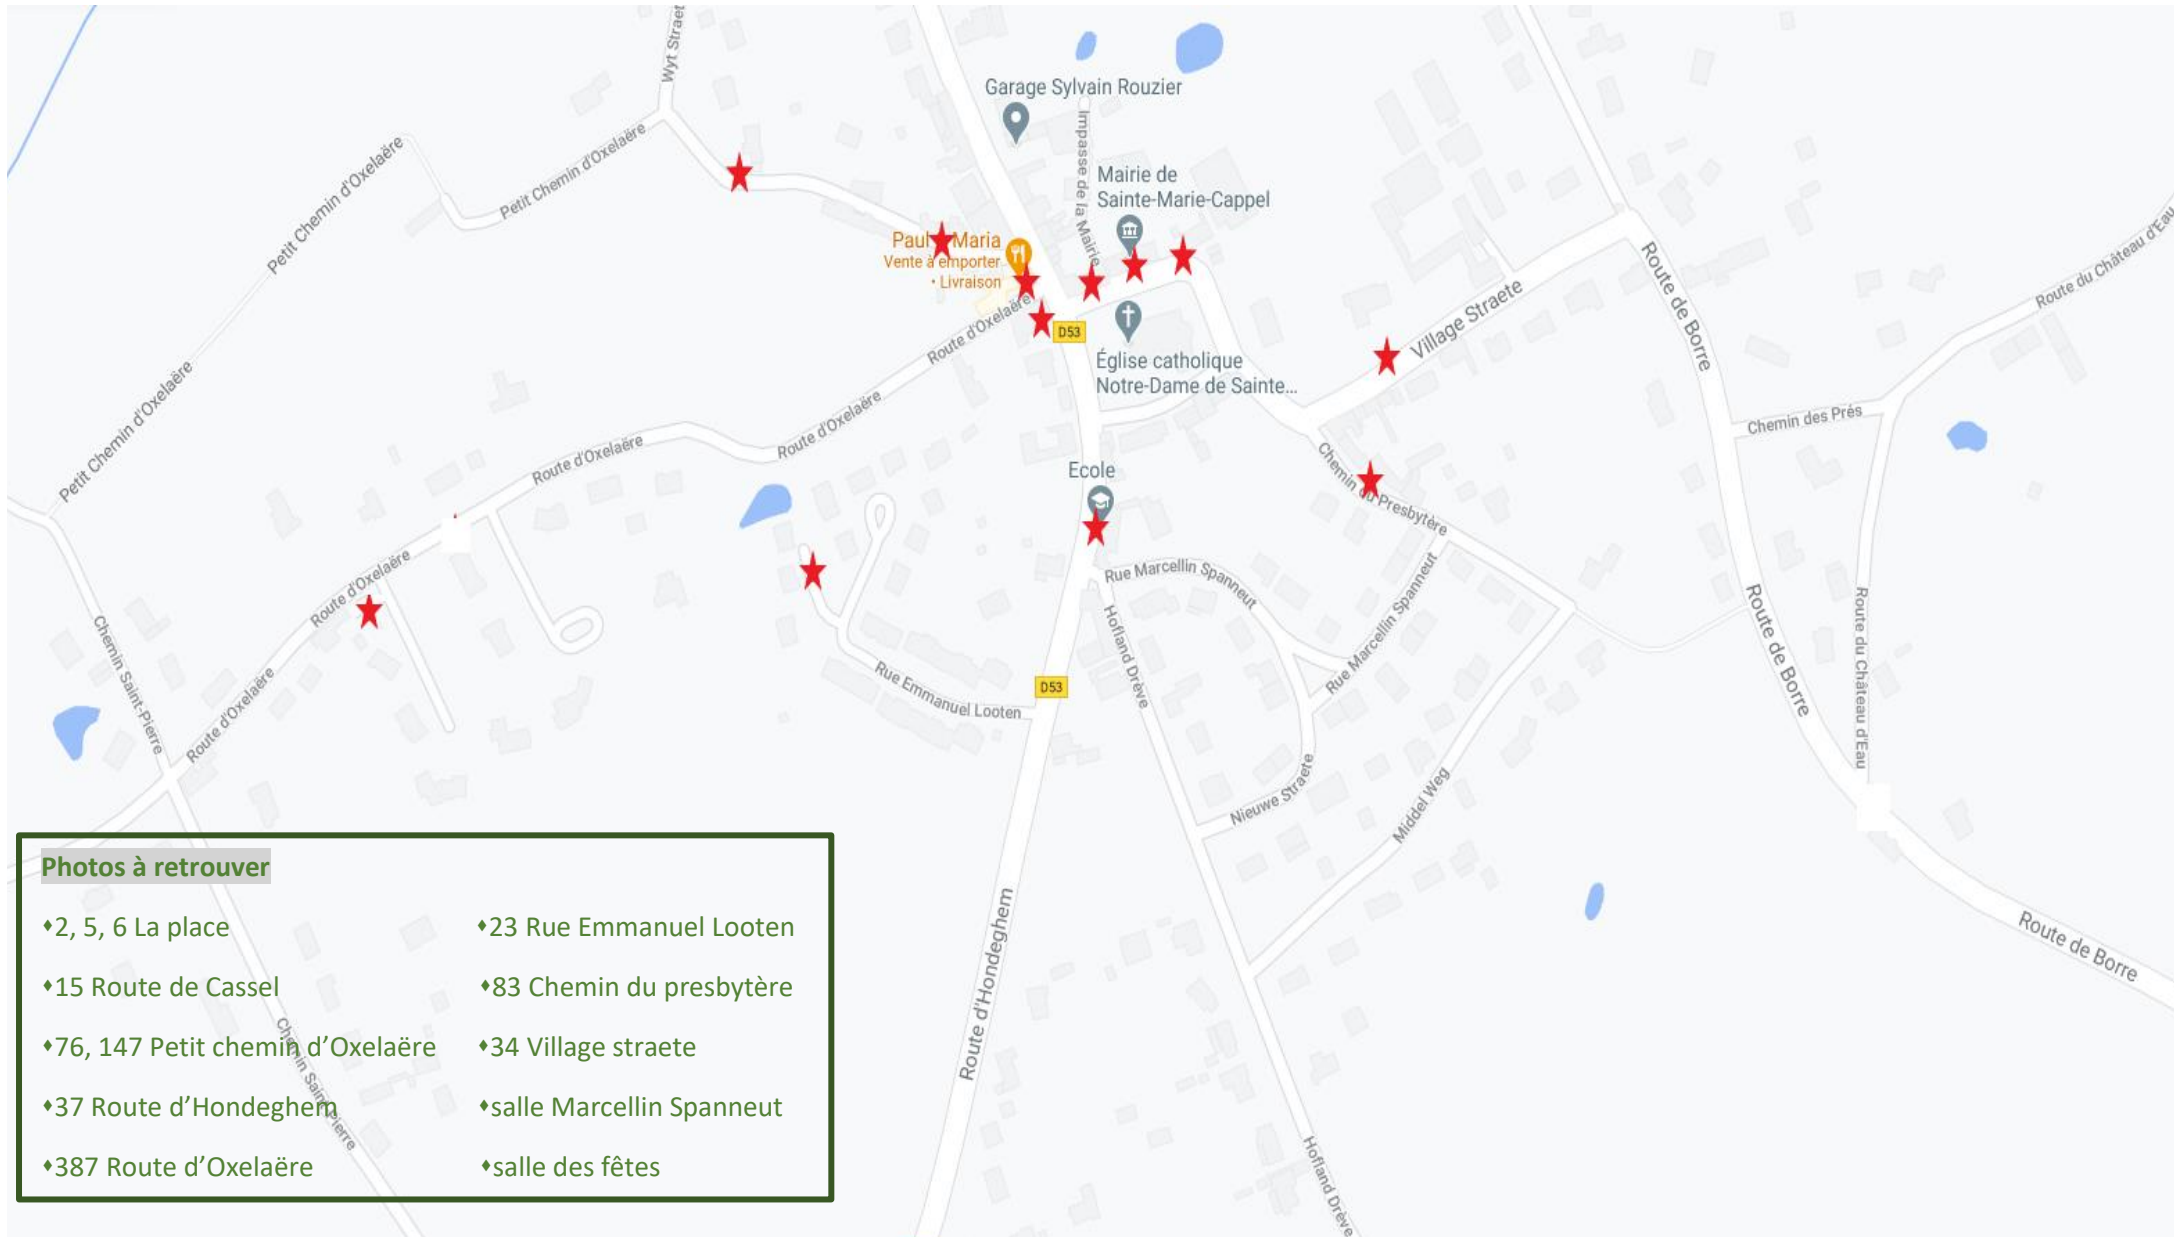 Wyt Straet
Garage Sylvain Rouzier
Impasse de la Mairie
Petit Chemin d'Oxelaëre
Petit Chemin d'Oxelaëre
Mairie de
Sainte-Marie-Cappel
Paul
Maria
Vente à emporter
• Livraison
Route d'Oxelaëre
D53
Église catholique
Notre-Dame de Sainte...
Village Straete
Route de Borre
Route du Château d'Eau
Petit Chemin d'Oxelaëre
Route d'Oxelaëre
Route d'Oxelaëre
Chemin des Prés
Ecole
Chemin du Presbytère
Route d'Oxelaëre
Rue Marcellin Spanneut
Rue Marcellin Spanneut
Hofland Drève
Chemin Saint-Pierre
Route d'Oxelaëre
Rue Emmanuel Looten
D53
Route de Borre
Route du Château d'Eau
Nieuwe Straete
Middel Weg
Route d'Hondeghem
Route de Borre
Hofland Drève
Chemin Saint-Pierre
Photos à retrouver
♦2, 5, 6 La place
♦15 Route de Cassel
♦76, 147 Petit chemin d’Oxelaëre
♦37 Route d’Hondeghem
♦387 Route d’Oxelaëre
♦23 Rue Emmanuel Looten
♦83 Chemin du presbytère
♦34 Village straete
♦salle Marcellin Spanneut
♦salle des fêtes